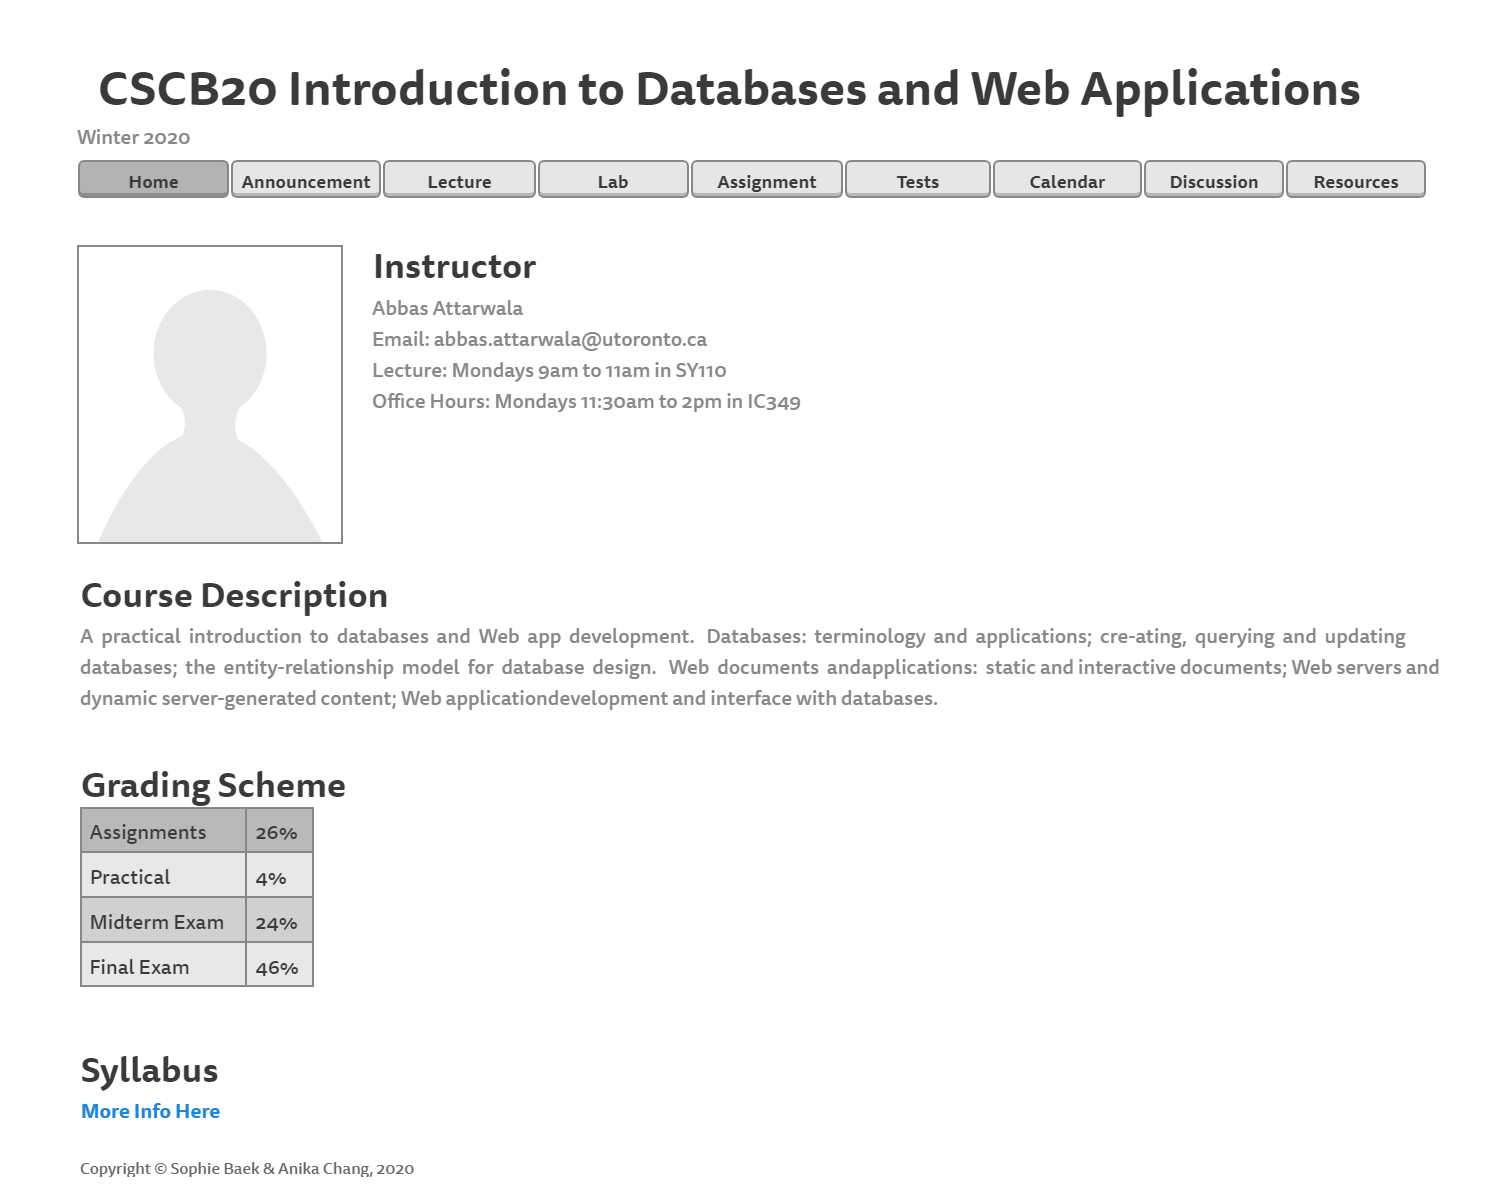 CSCB20 Introduction to Databases and Web Applications
Winter 2020
Home Announcement Lecture Lab Assignment Tests Calendar Discussion Resources
Instructor
Abbas Attarwala
Email: abbas.attarwala@utoronto.ca
Lecture: Mondays 9am to 11am in SY110
Office Hours: Mondays 11:30am to 2pm in IC349
Course Description
A practical introduction to databases and Web app development. Databases: terminology and applications; cre-ating, querying and updating
databases; the entity-relationship model for database design. Web documents andapplications: static and interactive documents; Web servers and
dynamic server-generated content; Web applicationdevelopment and interface with databases.
Grading Scheme
Assignments 26%
Practical 4%
Midterm Exam 24%
Final Exam 46%
Syllabus
More Info Here
Copyright © Sophie Baek & Anika Chang, 2020